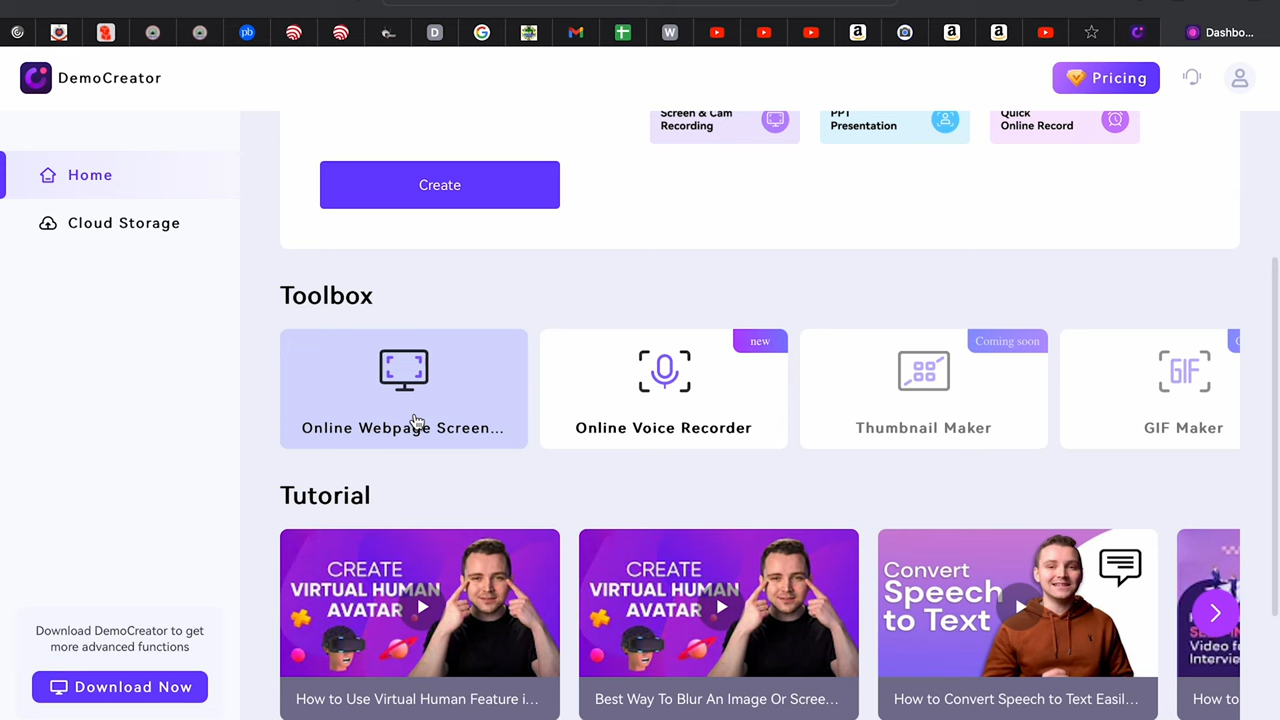 pb
D
W
a
a
a
Dashbo...
DemoCreator
Pricing
Screen & Cam
Recording
PPT
Presentation
Quick
Online Record
Home
Create
Cloud Storage
Toolbox
new
Coming soon
GIF
Online Webpage Screen...
Online Voice Recorder
Thumbnail Maker
GIF Maker
Tutorial
CREATE
VIRTUAL HUMAN
AVATAR
CREATE
VIRTUAL HUMAN
AVATAR
Convert
Speech
to Text
Video f
Intervie
Download DemoCreator to get
more advanced functions
Download Now
How to Use Virtual Human Feature i...
Best Way To Blur An Image Or Scree...
How to Convert Speech to Text Easil...
How to